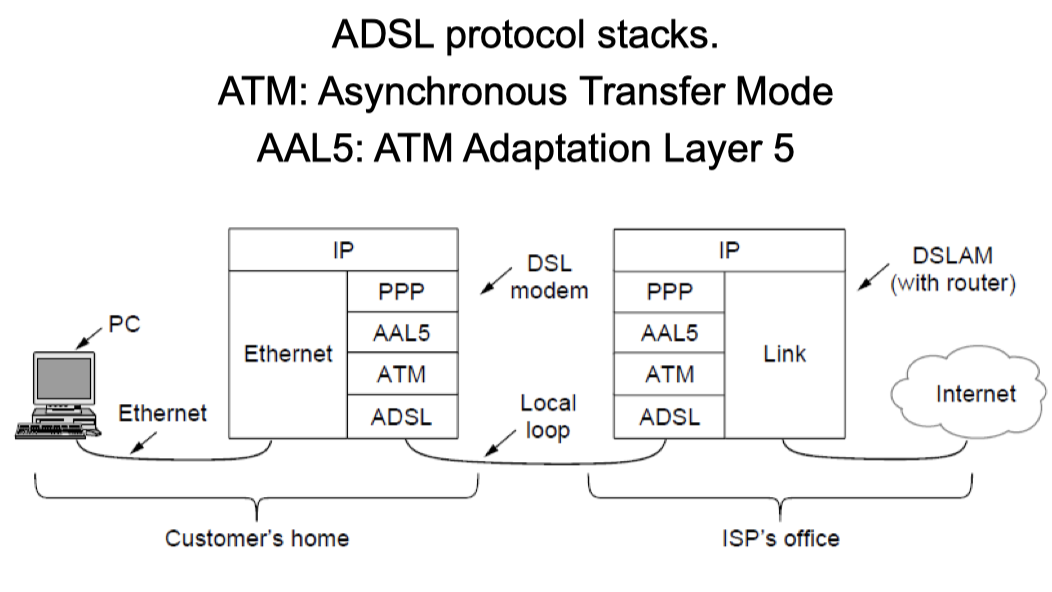 ADSL protocol stacks.
ATM: Asynchronous Transfer Mode
AAL5: ATM Adaptation Layer 5
PC
Ethernet
IP
Ethernet
PPP
AAL5
ATM
ADSL
DSL
modem
Local
loop
IP
PPP
AAL5
ATM
ADSL
Link
DSLAM
(with router)
Internet
Customer's home
ISP's office